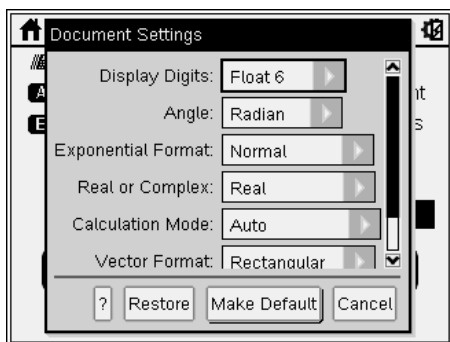 Document Settings
Display Digits: Float 6
Angle: Radian
Exponential Format: Normal
Real or Complex: Real
Calculation Mode: Auto
Vector Format: Rectangular
? Restore Make Default Cancel